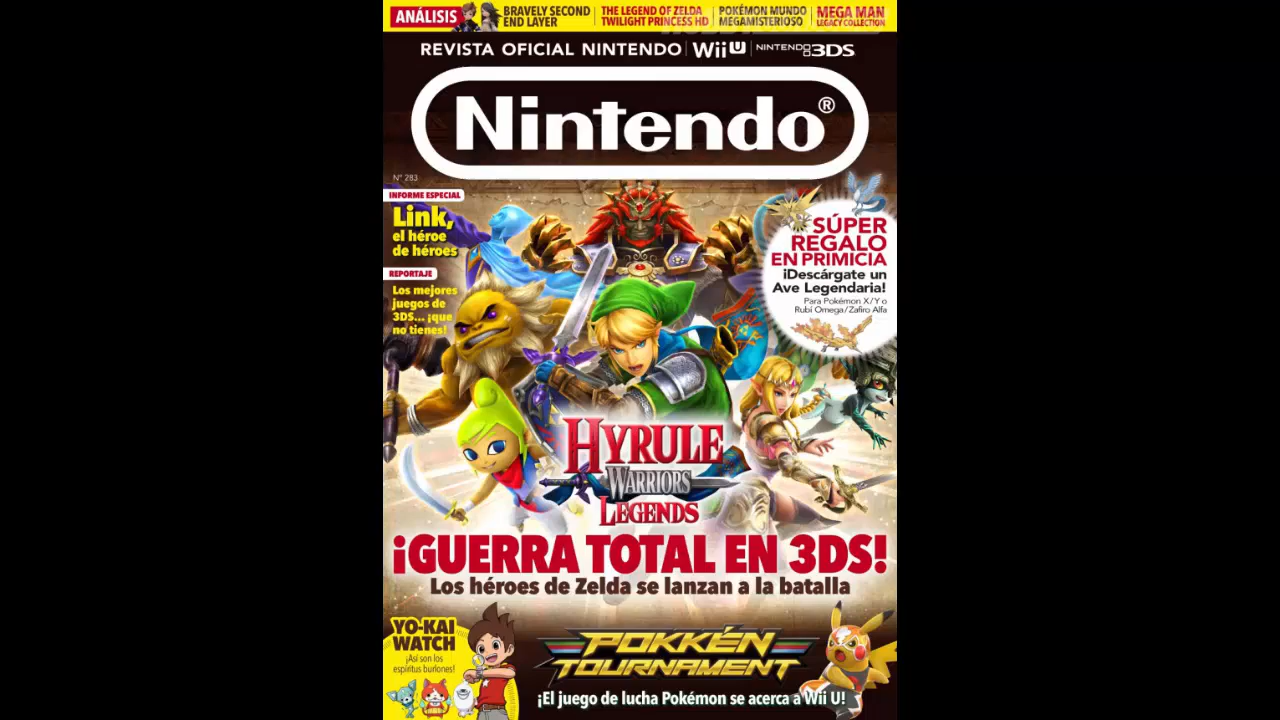 ANÁLISIS
BRAVELY SECOND
END LAYER
THE LEGEND OF ZELDA
TWILIGHT PRINCESS HD
POKÉMON MUNDO
MEGAMISTERIOSO
MEGA MAN
LEGACY COLLECTION
REVISTA OFICIAL NINTENDO WiiU NINTENDO3DS
Nintendo®
Nº 283
INFORME ESPECIAL
Link,
el héroe
de héroes
REPORTAJE
Los mejores
juegos de
3DS... ¡que
no tienes!
SÚPER
REGALO
EN PRIMICIA
¡Descárgate un
Ave Legendaria!
Para Pokémon X/Y o
Rubí Omega/Zafiro Alfa
HYRULE
WARRIORS
LEGENDS
¡GUERRA TOTAL EN 3DS!
Los héroes de Zelda se lanzan a la batalla
YO-KAI
WATCH
¡Así son los
espíritus burlones!
POKKÉN
TOURNAMENT
¡El juego de lucha Pokémon se acerca a Wii U!